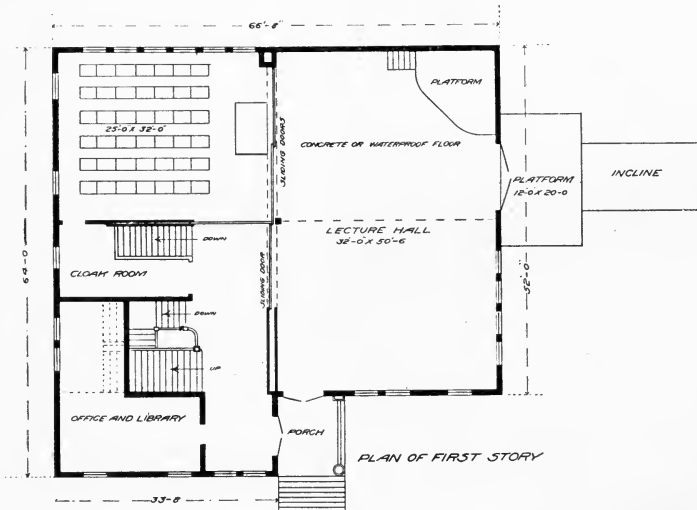 66'-8"
PLATFORM
25'-0 X 32'-0"
SLIDING DOORS
CONCRETE OR WATERPROOF FLOOR
PLATFORM
12-0 X 20-0
INCLINE
DOWN
LECTURE HALL
32'-0" X 50'-6
64-0
CLOAK ROOM
SLIDING DOOR
52'-0
DOWN
UP
OFFICE AND LIBRARY
PORCH
PLAN OF FIRST STORY
33-8